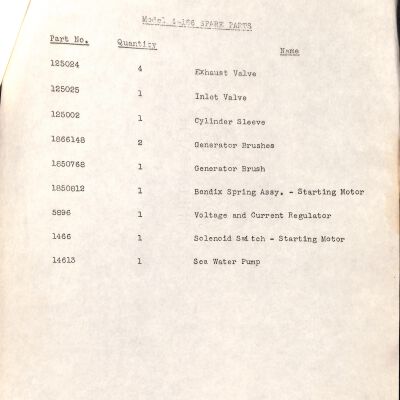 Model 4-166 SPARE PARTS
Part No. Quantity Name
125024 4 Exhaust Valve
125025 1 Inlet Valve
125002 1 Cylinder Sleeve
1866148 2 Generator Brushes
1850768 1 Generator Brush
1850812 1 Bendix Spring Assy. - Starting Motor
5896 1 Voltage and Current Regulator
1466 1 Solenoid Switch - Starting Motor
14613 1 Sea Water Pump